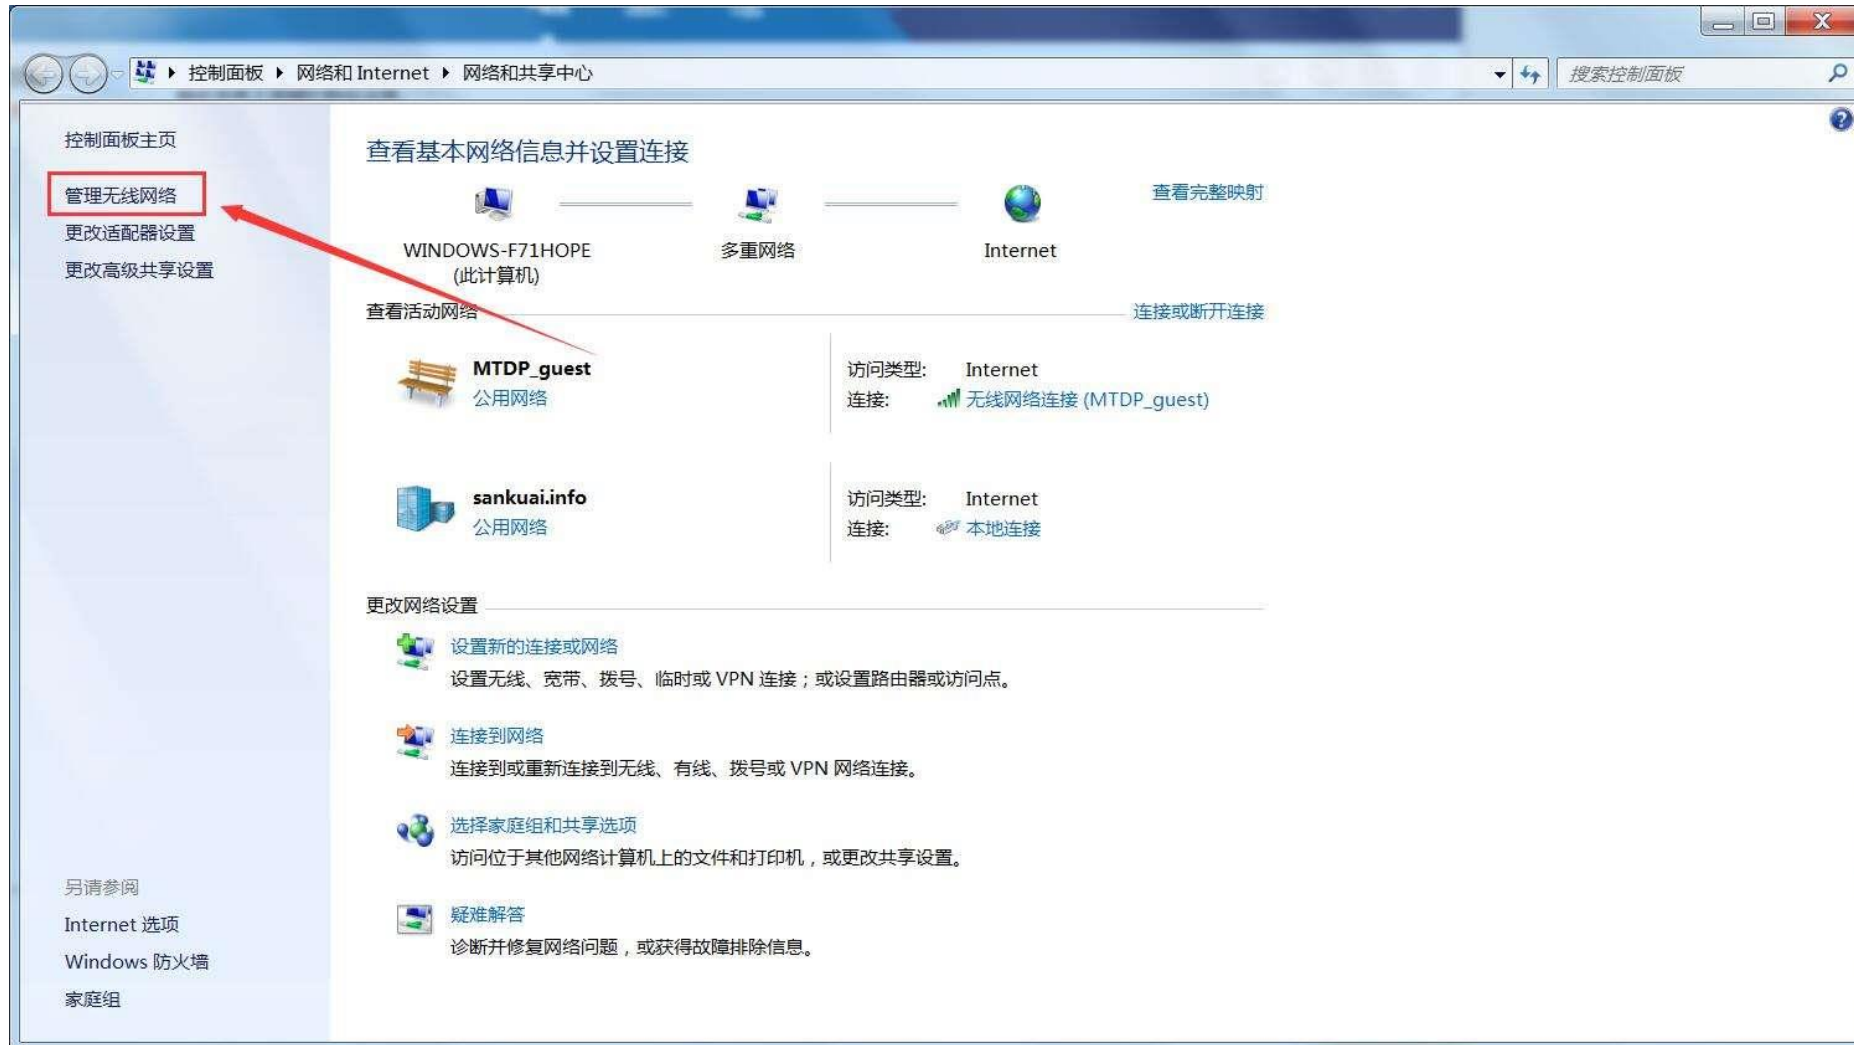 控制面板 ▸ 网络和 Internet ▸ 网络和共享中心
搜索控制面板
控制面板主页
管理无线网络
更改适配器设置
更改高级共享设置
查看基本网络信息并设置连接
查看完整映射
WINDOWS-F71HOPE
(此计算机)
多重网络
Internet
查看活动网络
连接或断开连接
MTDP_guest
公用网络
访问类型: Internet
连接: 无线网络连接 (MTDP_guest)
sankuai.info
公用网络
访问类型: Internet
连接: 本地连接
更改网络设置
设置新的连接或网络
设置无线、宽带、拨号、临时或 VPN 连接；或设置路由器或访问点。
连接到网络
连接到或重新连接到无线、有线、拨号或 VPN 网络连接。
选择家庭组和共享选项
访问位于其他网络计算机上的文件和打印机，或更改共享设置。
疑难解答
诊断并修复网络问题，或获得故障排除信息。
另请参阅
Internet 选项
Windows 防火墙
家庭组